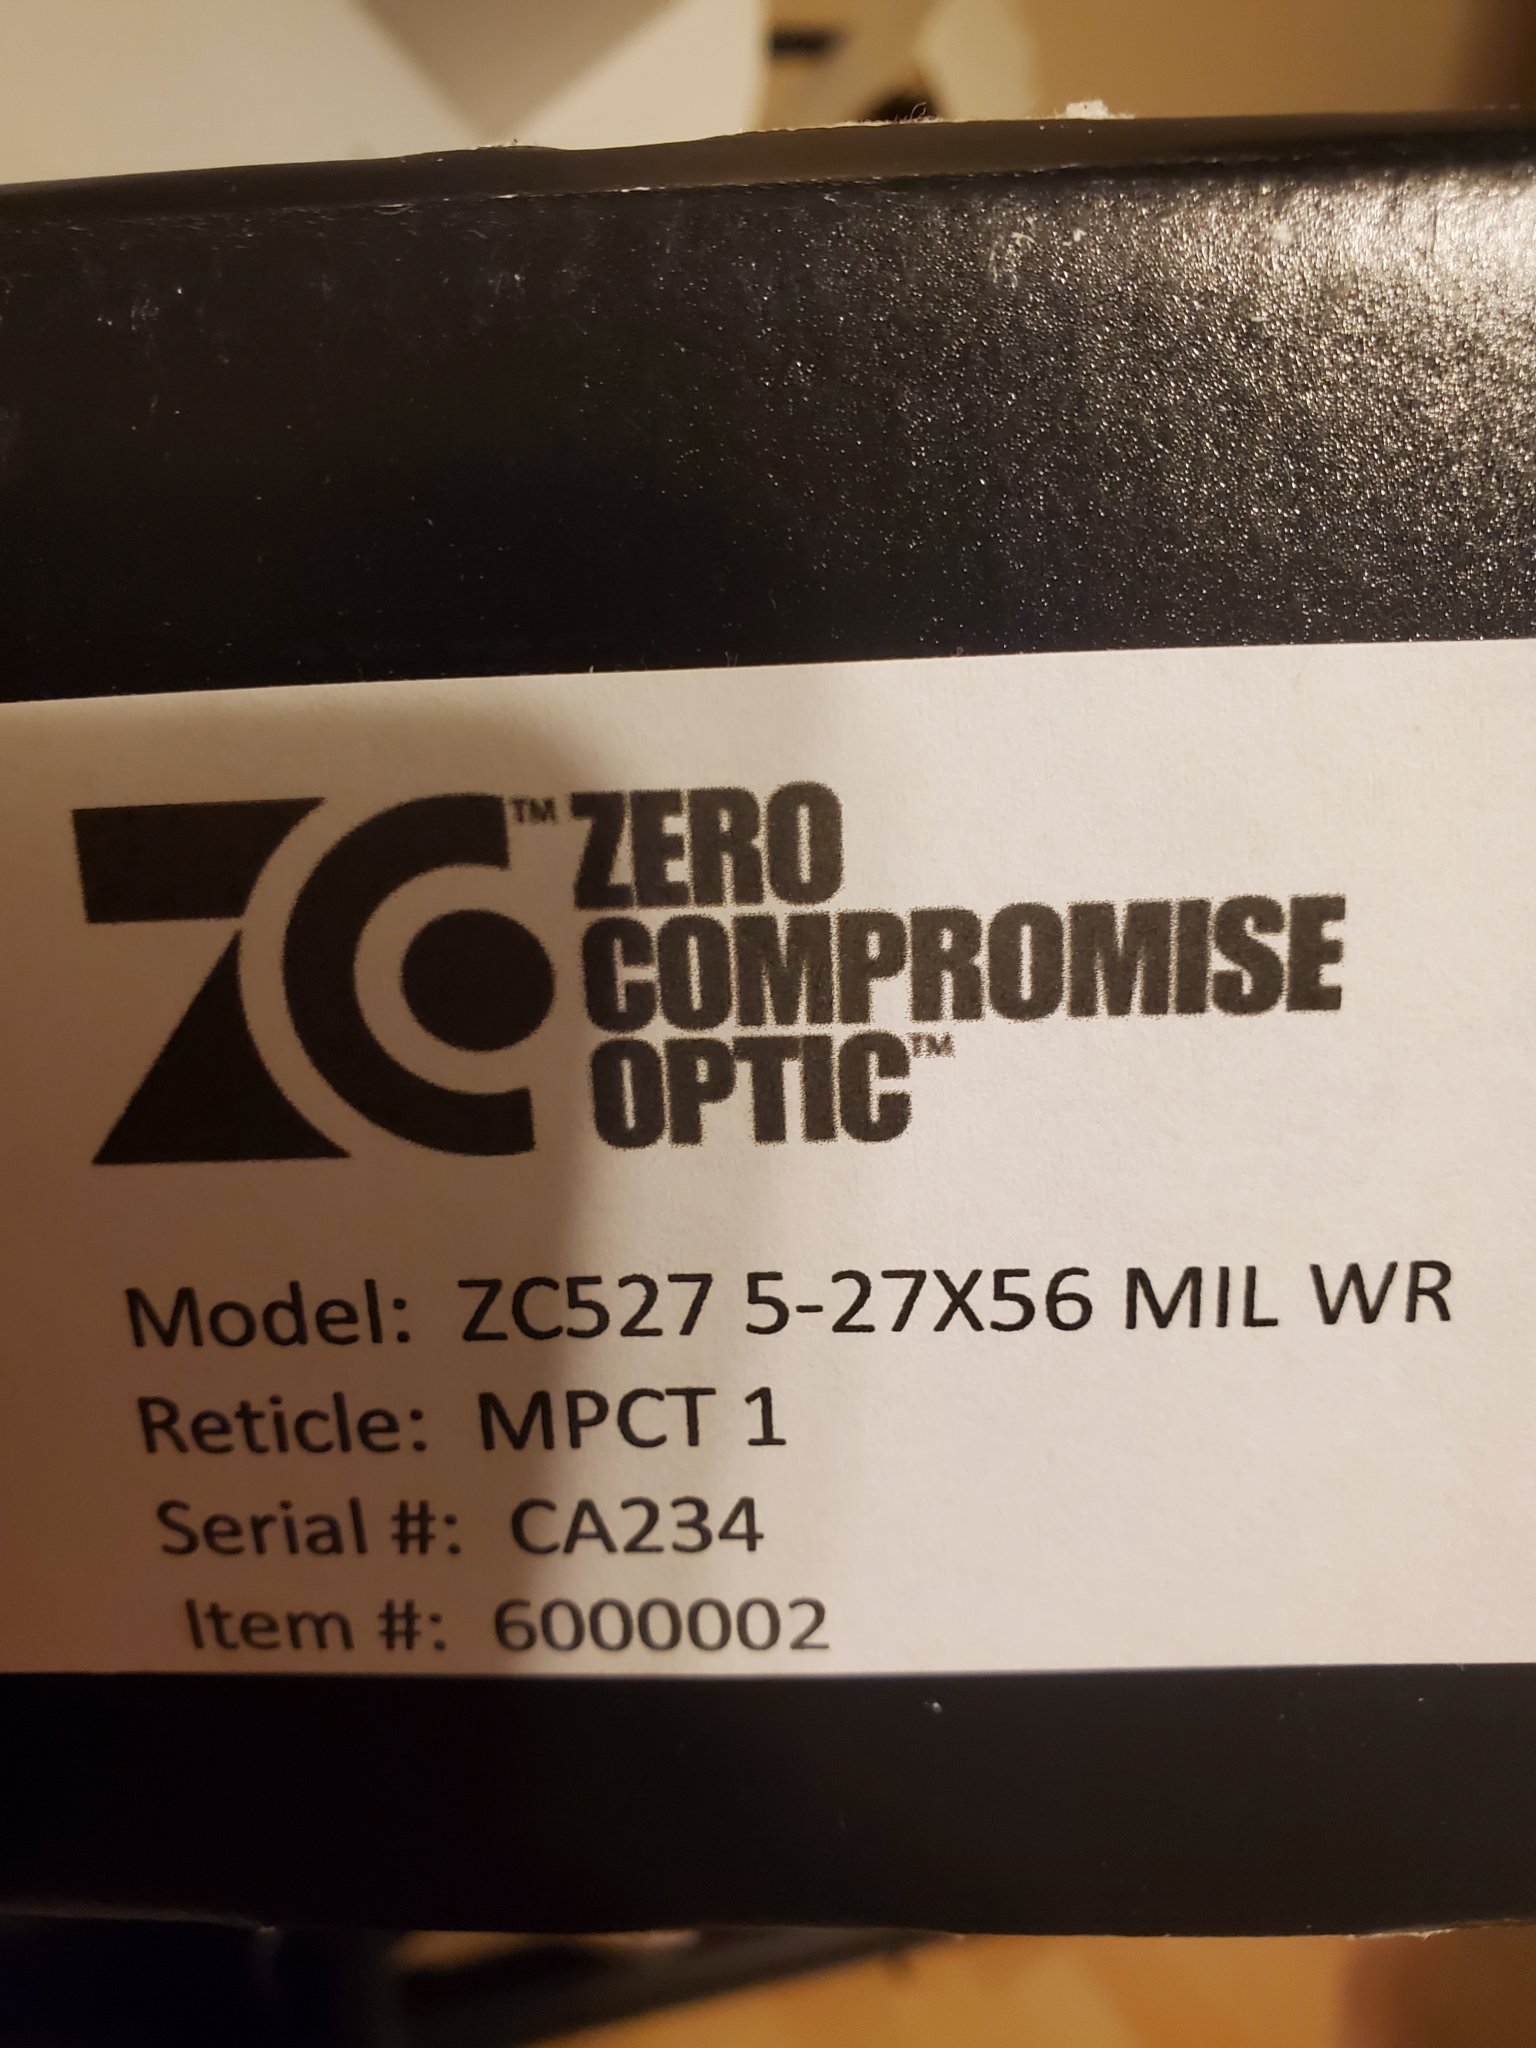 ZC™ ZERO
COMPROMISE
OPTIC™
Model: ZC527 5-27X56 MIL WR
Reticle: MPCT 1
Serial #: CA234
Item #: 6000002